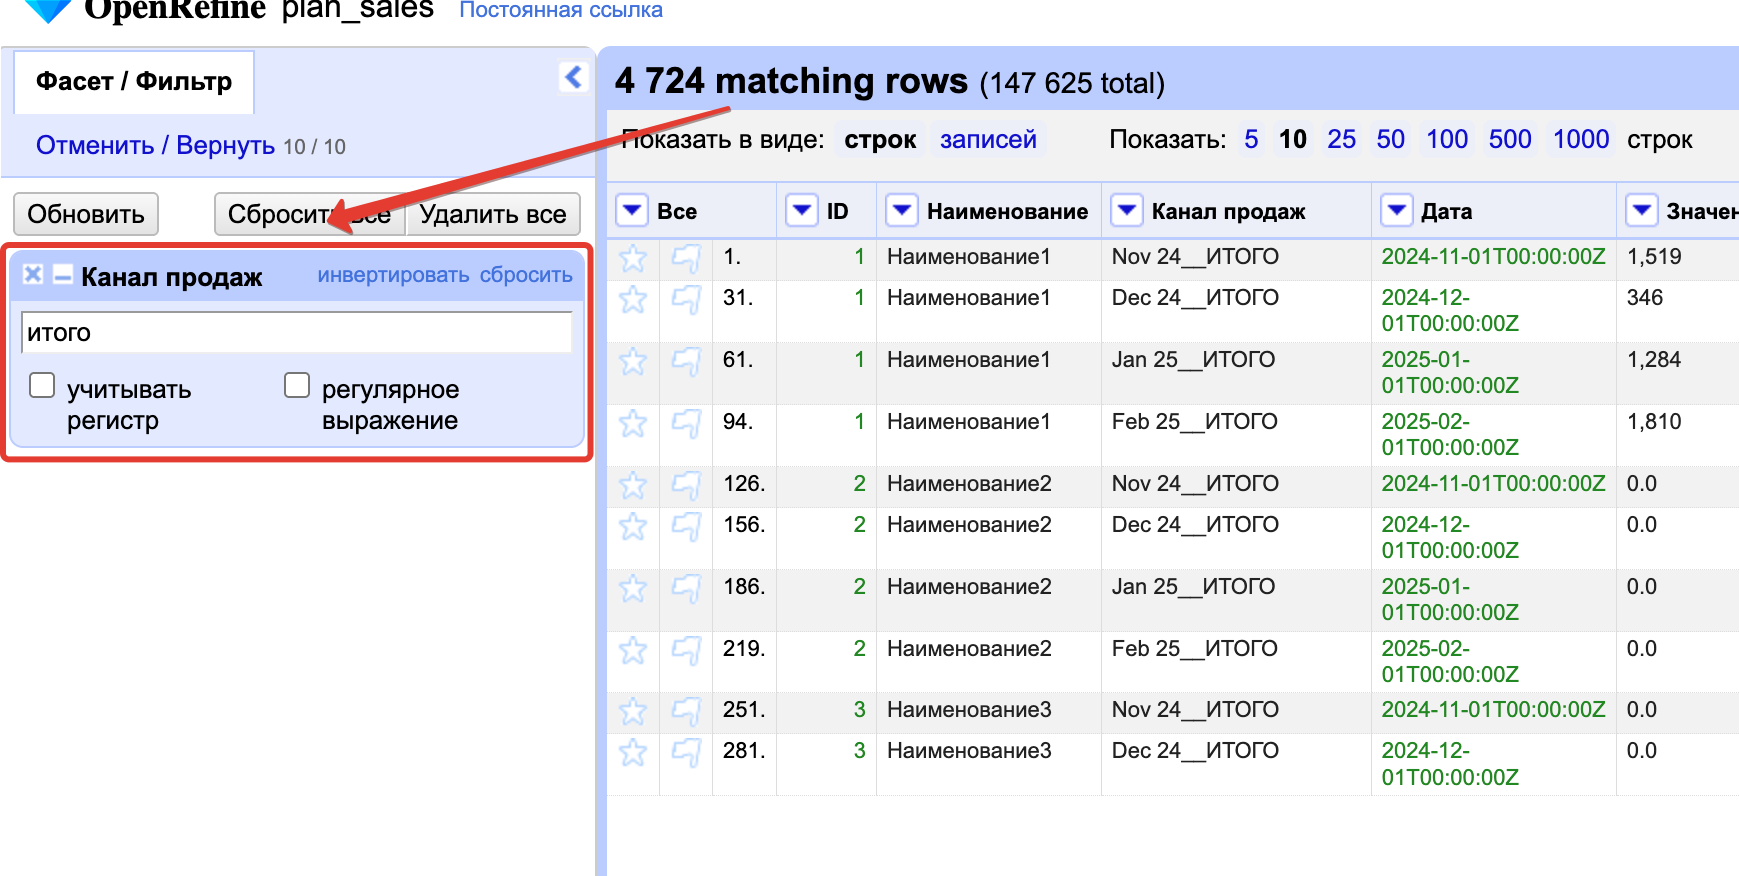 OpenRefine plan_sales Постоянная ссылка
Фасет / Фильтр
Отменить / Вернуть 10 / 10
Обновить Сбросить все Удалить все
Канал продаж инвертировать сбросить
итого
учитывать регистр
регулярное выражение
4 724 matching rows (147 625 total)
Показать в виде: строк записей Показать: 5 10 25 50 100 500 1000 строк
Все ID Наименование Канал продаж Дата Значен
1. 1 Наименование1 Nov 24__ИТОГО 2024-11-01T00:00:00Z 1,519
31. 1 Наименование1 Dec 24__ИТОГО 2024-12-01T00:00:00Z 346
61. 1 Наименование1 Jan 25__ИТОГО 2025-01-01T00:00:00Z 1,284
94. 1 Наименование1 Feb 25__ИТОГО 2025-02-01T00:00:00Z 1,810
126. 2 Наименование2 Nov 24__ИТОГО 2024-11-01T00:00:00Z 0.0
156. 2 Наименование2 Dec 24__ИТОГО 2024-12-01T00:00:00Z 0.0
186. 2 Наименование2 Jan 25__ИТОГО 2025-01-01T00:00:00Z 0.0
219. 2 Наименование2 Feb 25__ИТОГО 2025-02-01T00:00:00Z 0.0
251. 3 Наименование3 Nov 24__ИТОГО 2024-11-01T00:00:00Z 0.0
281. 3 Наименование3 Dec 24__ИТОГО 2024-12-01T00:00:00Z 0.0